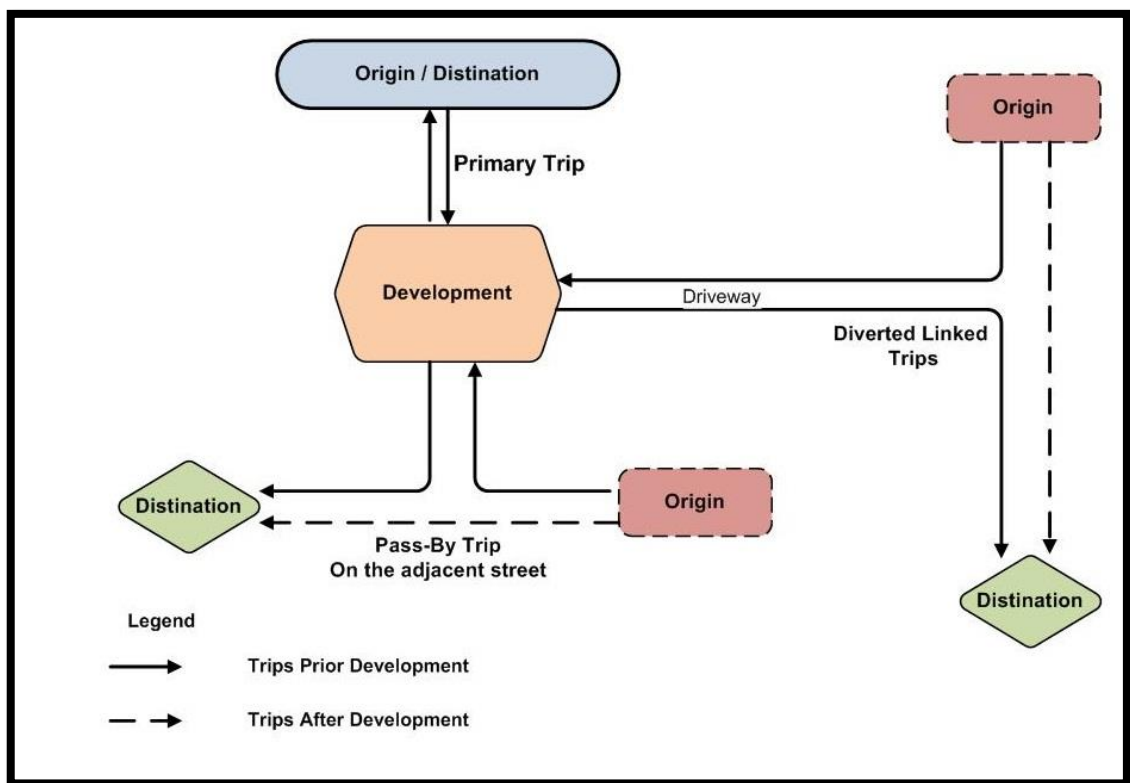 Origin / Distination
Origin
Primary Trip
Development
Driveway
Diverted Linked
Trips
Distination
Origin
Pass-By Trip
On the adjacent street
Distination
Legend
Trips Prior Development
Trips After Development